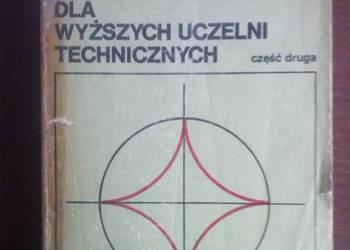 DLA
WYŻSZYCH UCZELNI
TECHNICZNYCH część druga